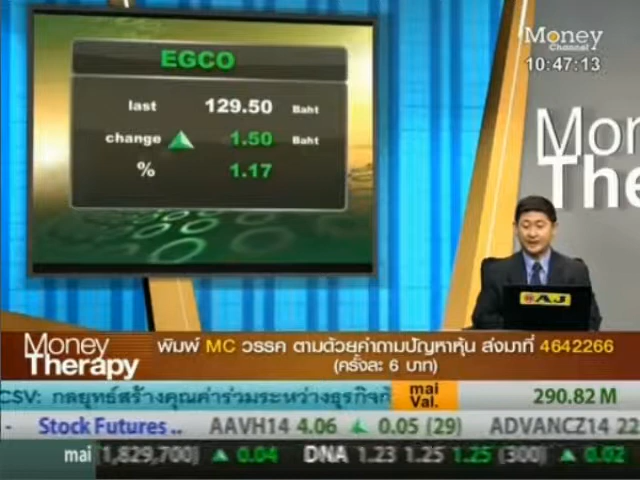 Money
Channel
10:47:13
EGCO
last 129.50 Baht
change 1.50 Baht
% 1.17
Mon
The
AJ
Money
Therapy
พิมพ์ MC วรรค ตามด้วยคำถามปัญหาหุ้น ส่งมาที่ 4642266
(ครั้งละ 6 บาท)
CSV: กลยุทธ์สร้างคุณค่าร่วมระหว่างธุรกิจกั
mai
Val.
290.82 M
- Stock Futures .. AAVH14 4.06 0.05 (29) ADVANCZ14 22
mai (1,829,700) 0.04 DNA 1.23 1.25 1.25 (300) 0.02